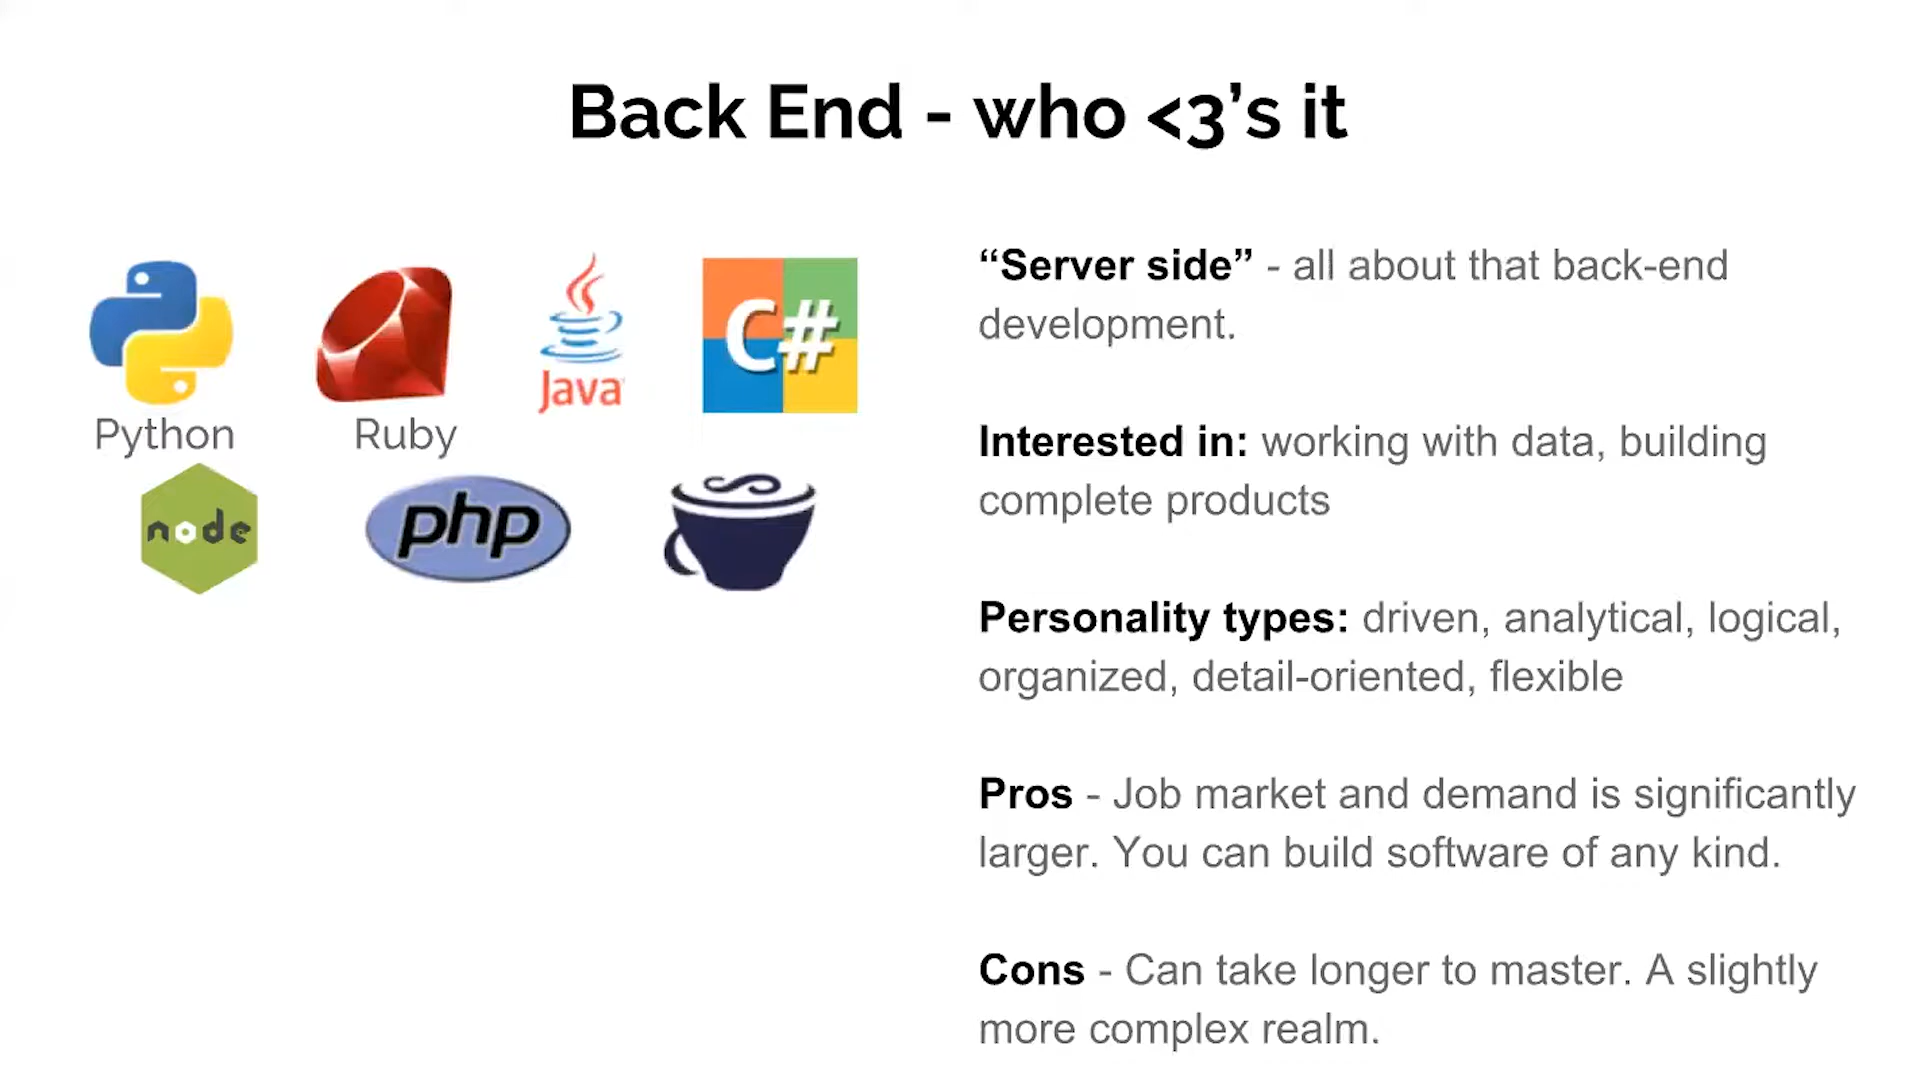 Back End - who <3's it
Java
C#
Python
Ruby
node
php
“Server side” - all about that back-end
development.
Interested in: working with data, building
complete products
Personality types: driven, analytical, logical,
organized, detail-oriented, flexible
Pros - Job market and demand is significantly
larger. You can build software of any kind.
Cons - Can take longer to master. A slightly
more complex realm.